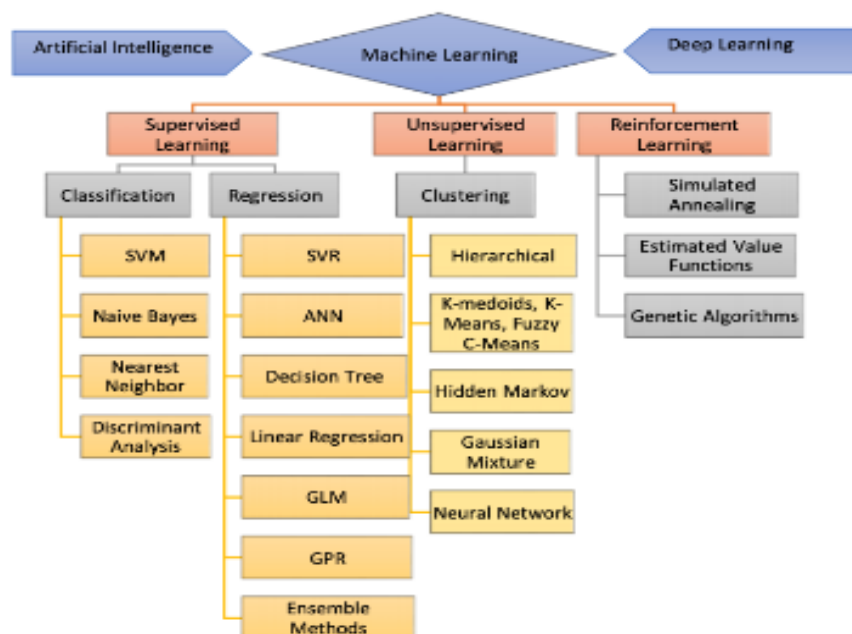 Artificial Intelligence
Machine Learning
Deep Learning
Supervised
Learning
Unsupervised
Learning
Reinforcement
Learning
Classification
Regression
Clustering
Simulated
Annealing
Estimated Value
Functions
Genetic Algorithms
SVM
Naive Bayes
Nearest
Neighbor
Discriminant
Analysis
SVR
ANN
Decision Tree
Linear Regression
GLM
GPR
Ensemble
Methods
Hierarchical
K-medoids, K-
Means, Fuzzy
C-Means
Hidden Markov
Gaussian
Mixture
Neural Network